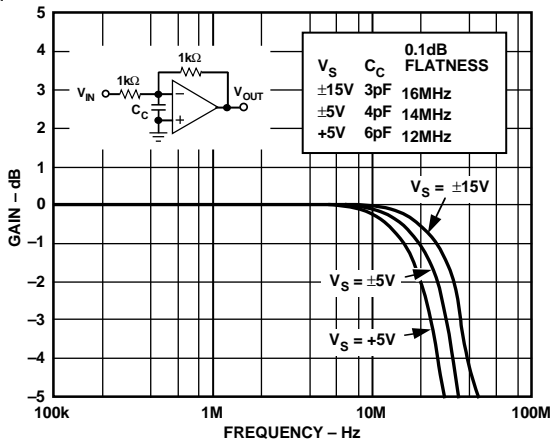 5
4
3
2
1
0
–1
–2
–3
–4
–5
GAIN – dB
1kΩ
VIN
1kΩ
CC
–
+
VOUT
0.1dB
VS CC FLATNESS
±15V 3pF 16MHz
±5V 4pF 14MHz
+5V 6pF 12MHz
VS = ±15V
VS = ±5V
VS = +5V
100k 1M 10M 100M
FREQUENCY – Hz